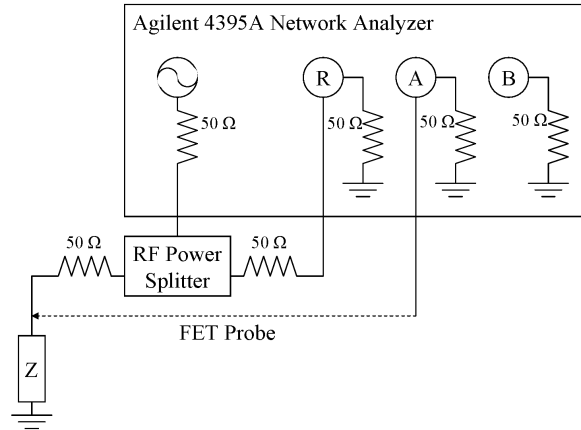 Agilent 4395A Network Analyzer
R
A
B
50 Ω
50 Ω
50 Ω
50 Ω
50 Ω
RF Power
Splitter
50 Ω
FET Probe
Z